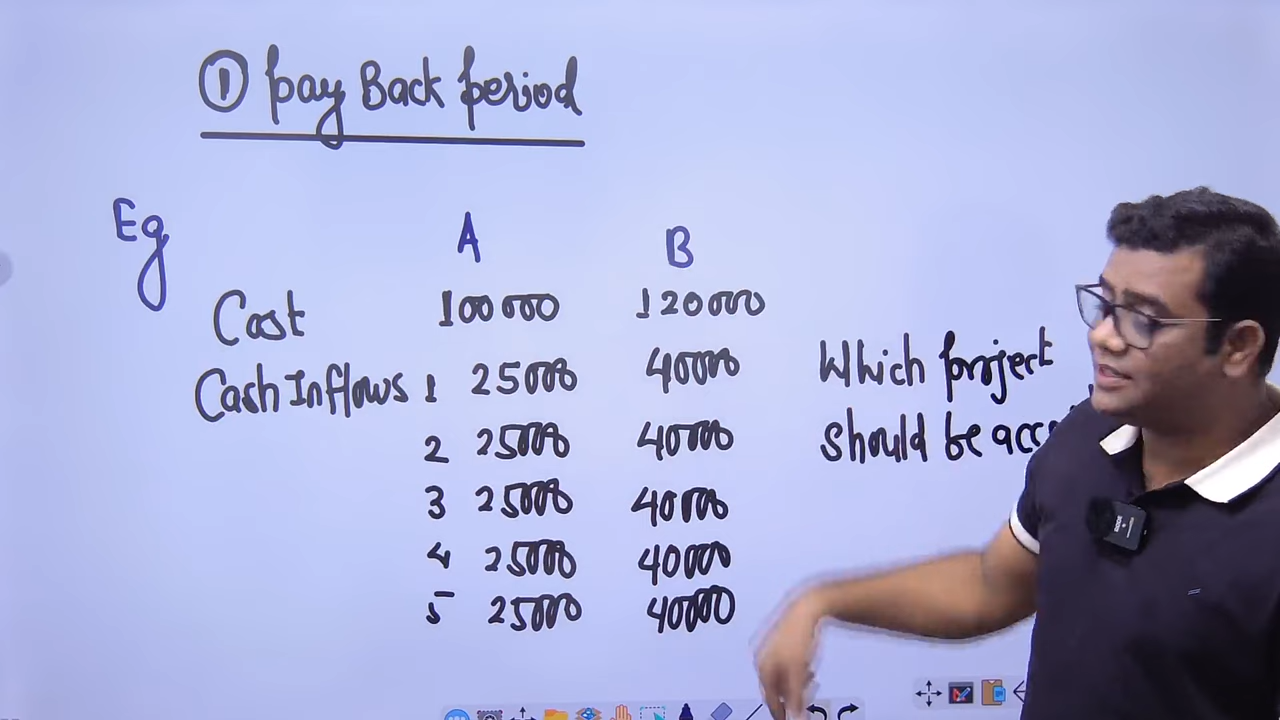 ① Pay Back period
Eg
A B
Cost 100000 120000
Cash Inflows 1 25000 40000
2 25000 40000
3 25000 40000
4 25000 40000
5 25000 40000
Which project
should be